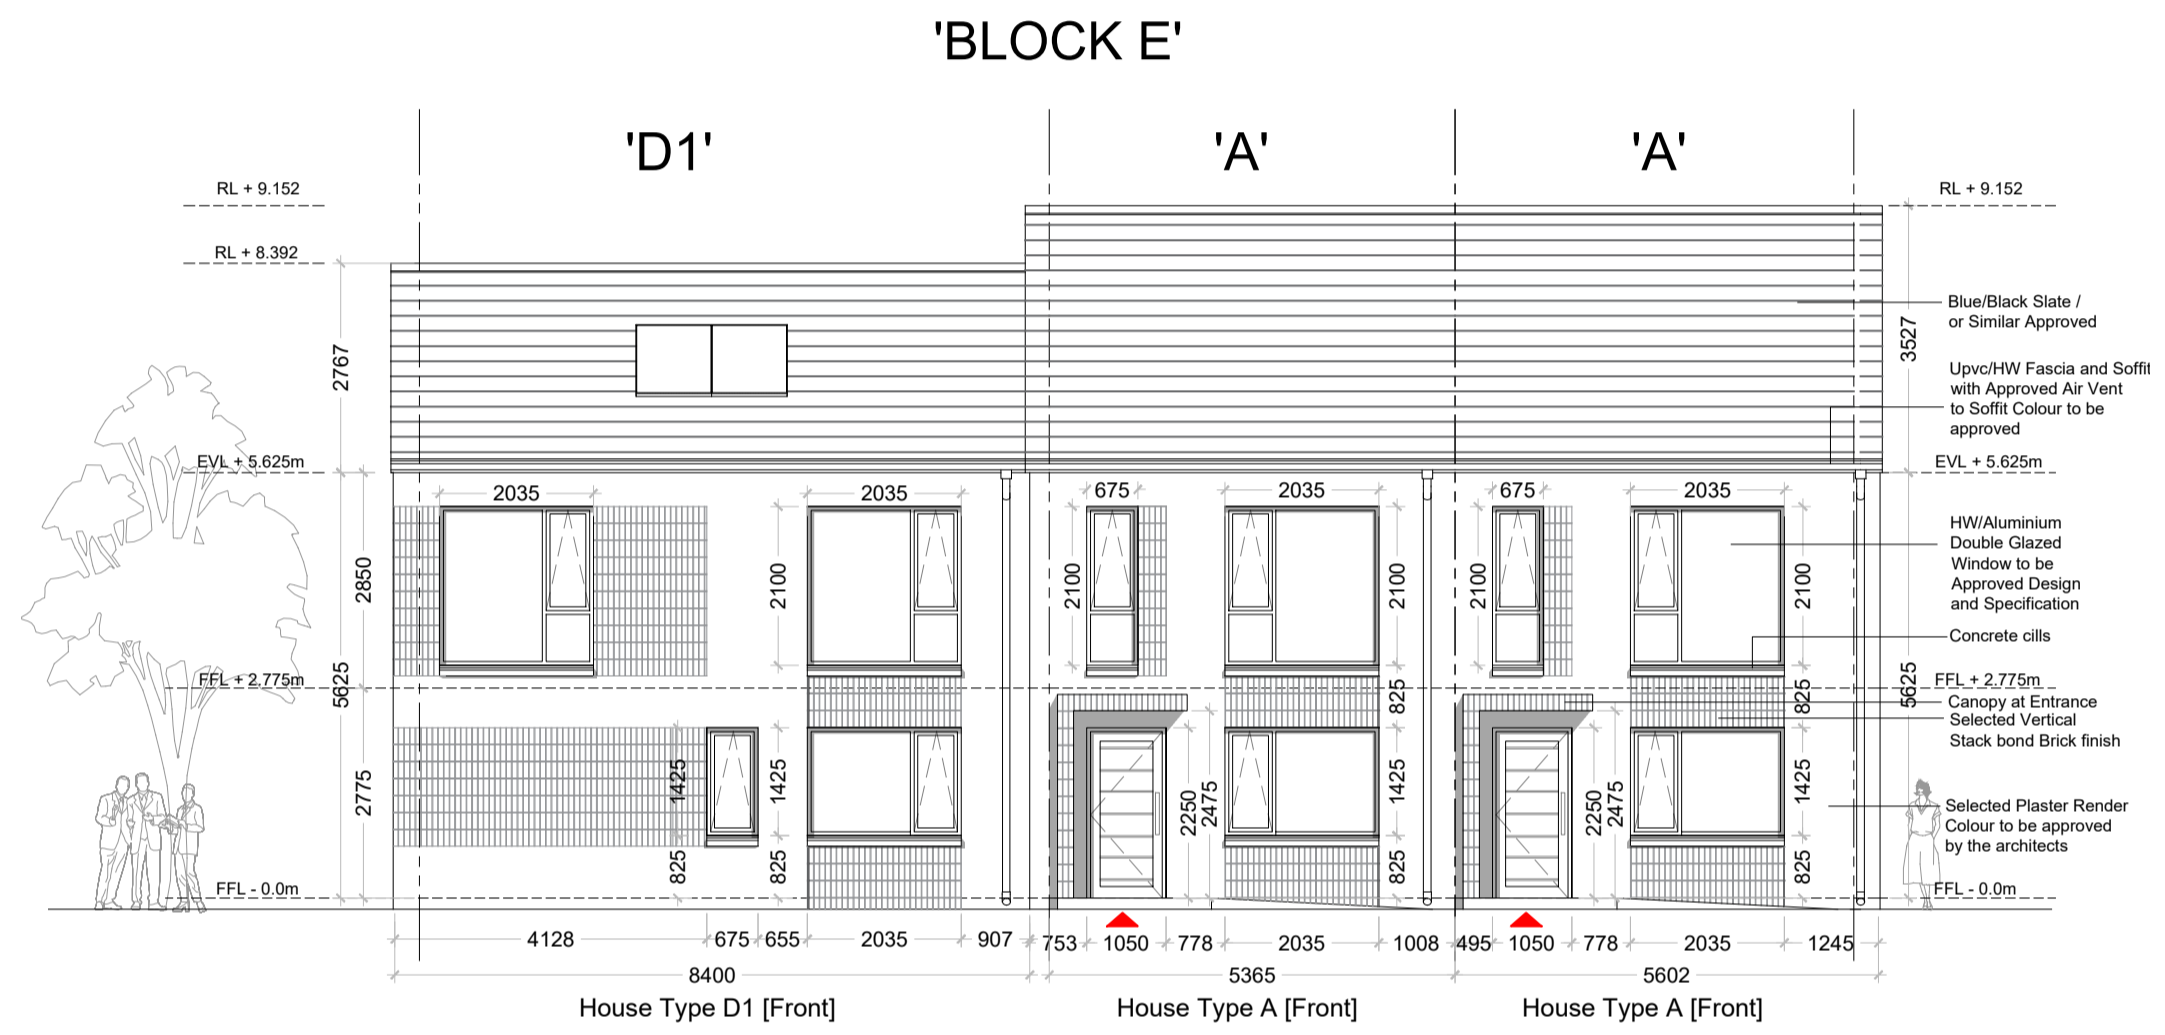 'BLOCK E'
'D1'
'A'
'A'
RL + 9.152
RL + 9.152
RL + 8.392
2767
3527
Blue/Black Slate /
or Similar Approved
Upvc/HW Fascia and Soffit
with Approved Air Vent
to Soffit Colour to be
approved
EVL + 5.625m
EVL + 5.625m
2035
2035
675
2035
675
2035
2850
2100
2100
2100
2100
2100
HW/Aluminium
Double Glazed
Window to be
Approved Design
and Specification
Concrete cills
FFL + 2.775m
FFL + 2.775m
5625
5625
825
825
Canopy at Entrance
Selected Vertical
Stack bond Brick finish
2775
1425
1425
2250
2475
1425
2250
2475
1425
Selected Plaster Render
Colour to be approved
by the architects
825
825
825
825
FFL - 0.0m
FFL - 0.0m
4128
675
655
2035
907
753
1050
778
2035
1008
495
1050
778
2035
1245
8400
5365
5602
House Type D1 [Front]
House Type A [Front]
House Type A [Front]